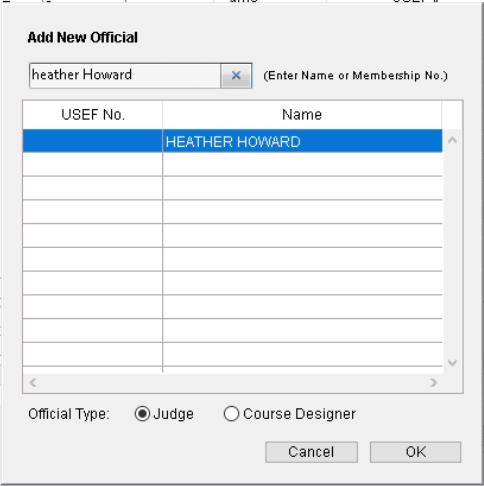 Add New Official
heather Howard
(Enter Name or Membership No.)
USEF No. Name
HEATHER HOWARD
Official Type: Judge Course Designer
Cancel OK